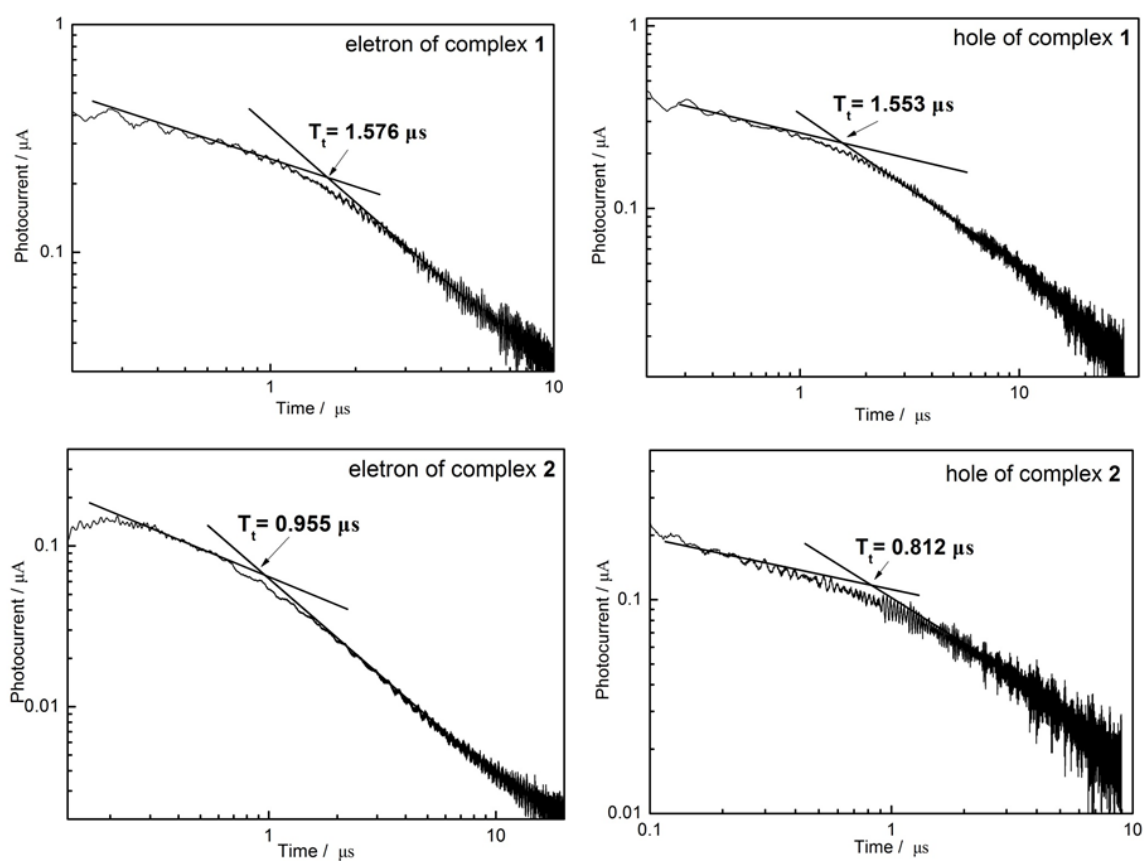 eletron of complex 1
1
0.1
Photocurrent / μA
T_t = 1.576 μs
1
10
Time / μs
hole of complex 1
1
0.1
Photocurrent / μA
T_t = 1.553 μs
1
10
Time / μs
eletron of complex 2
0.1
0.01
Photocurrent / μA
T_t = 0.955 μs
1
10
Time / μs
hole of complex 2
0.1
0.01
Photocurrent / μA
T_t = 0.812 μs
0.1
1
10
Time / μs